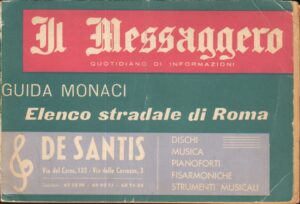 Il Messaggero
QUOTIDIANO DI INFORMAZIONI
GUIDA MONACI
Elenco stradale di Roma
DE SANTIS
Via del Corso, 133 - Via delle Carrozze, 3
DISCHI
MUSICA
PIANOFORTI
FISARMONICHE
STRUMENTI MUSICALI